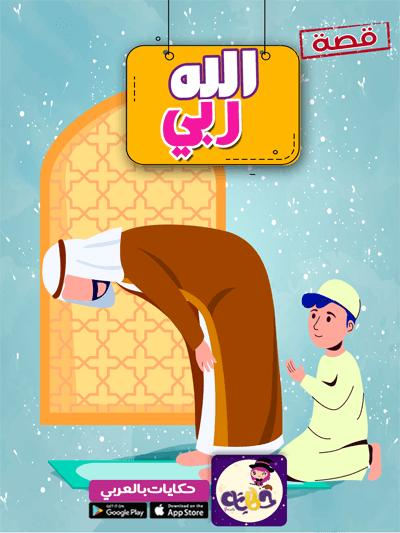 قصة
الله
ربي
حكايات بالعربي
GET IT ON
Google Play
Download on the
App Store